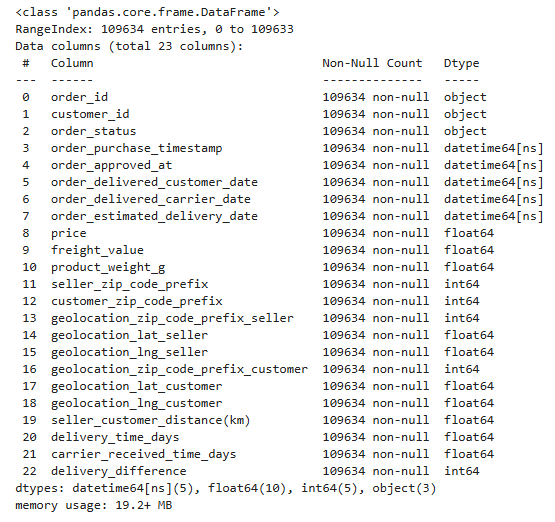 <class 'pandas.core.frame.DataFrame'>
RangeIndex: 109634 entries, 0 to 109633
Data columns (total 23 columns):
 #   Column                              Non-Null Count   Dtype
---  ------                              --------------   -----
 0   order_id                            109634 non-null  object
 1   customer_id                         109634 non-null  object
 2   order_status                        109634 non-null  object
 3   order_purchase_timestamp            109634 non-null  datetime64[ns]
 4   order_approved_at                   109634 non-null  datetime64[ns]
 5   order_delivered_customer_date       109634 non-null  datetime64[ns]
 6   order_delivered_carrier_date        109634 non-null  datetime64[ns]
 7   order_estimated_delivery_date       109634 non-null  datetime64[ns]
 8   price                               109634 non-null  float64
 9   freight_value                       109634 non-null  float64
 10  product_weight_g                    109634 non-null  float64
 11  seller_zip_code_prefix              109634 non-null  int64
 12  customer_zip_code_prefix            109634 non-null  int64
 13  geolocation_zip_code_prefix_seller  109634 non-null  int64
 14  geolocation_lat_seller              109634 non-null  float64
 15  geolocation_lng_seller              109634 non-null  float64
 16  geolocation_zip_code_prefix_customer  109634 non-null  int64
 17  geolocation_lat_customer            109634 non-null  float64
 18  geolocation_lng_customer            109634 non-null  float64
 19  seller_customer_distance(km)        109634 non-null  float64
 20  delivery_time_days                  109634 non-null  float64
 21  carrier_received_time_days          109634 non-null  float64
 22  delivery_difference                 109634 non-null  int64
dtypes: datetime64[ns](5), float64(10), int64(5), object(3)
memory usage: 19.2+ MB